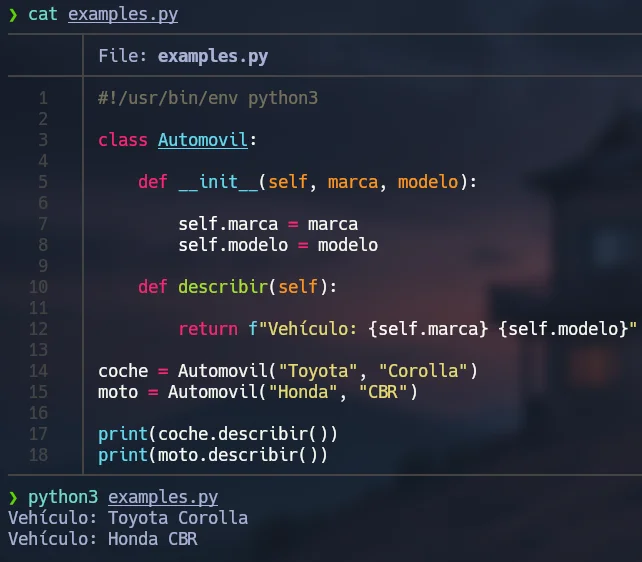 ❯ cat examples.py
File: examples.py
1 #!/usr/bin/env python3
2
3 class Automovil:
4
5     def __init__(self, marca, modelo):
6
7         self.marca = marca
8         self.modelo = modelo
9
10     def describir(self):
11
12         return f"Vehículo: {self.marca} {self.modelo}"
13
14 coche = Automovil("Toyota", "Corolla")
15 moto = Automovil("Honda", "CBR")
16
17 print(coche.describir())
18 print(moto.describir())
❯ python3 examples.py
Vehículo: Toyota Corolla
Vehículo: Honda CBR